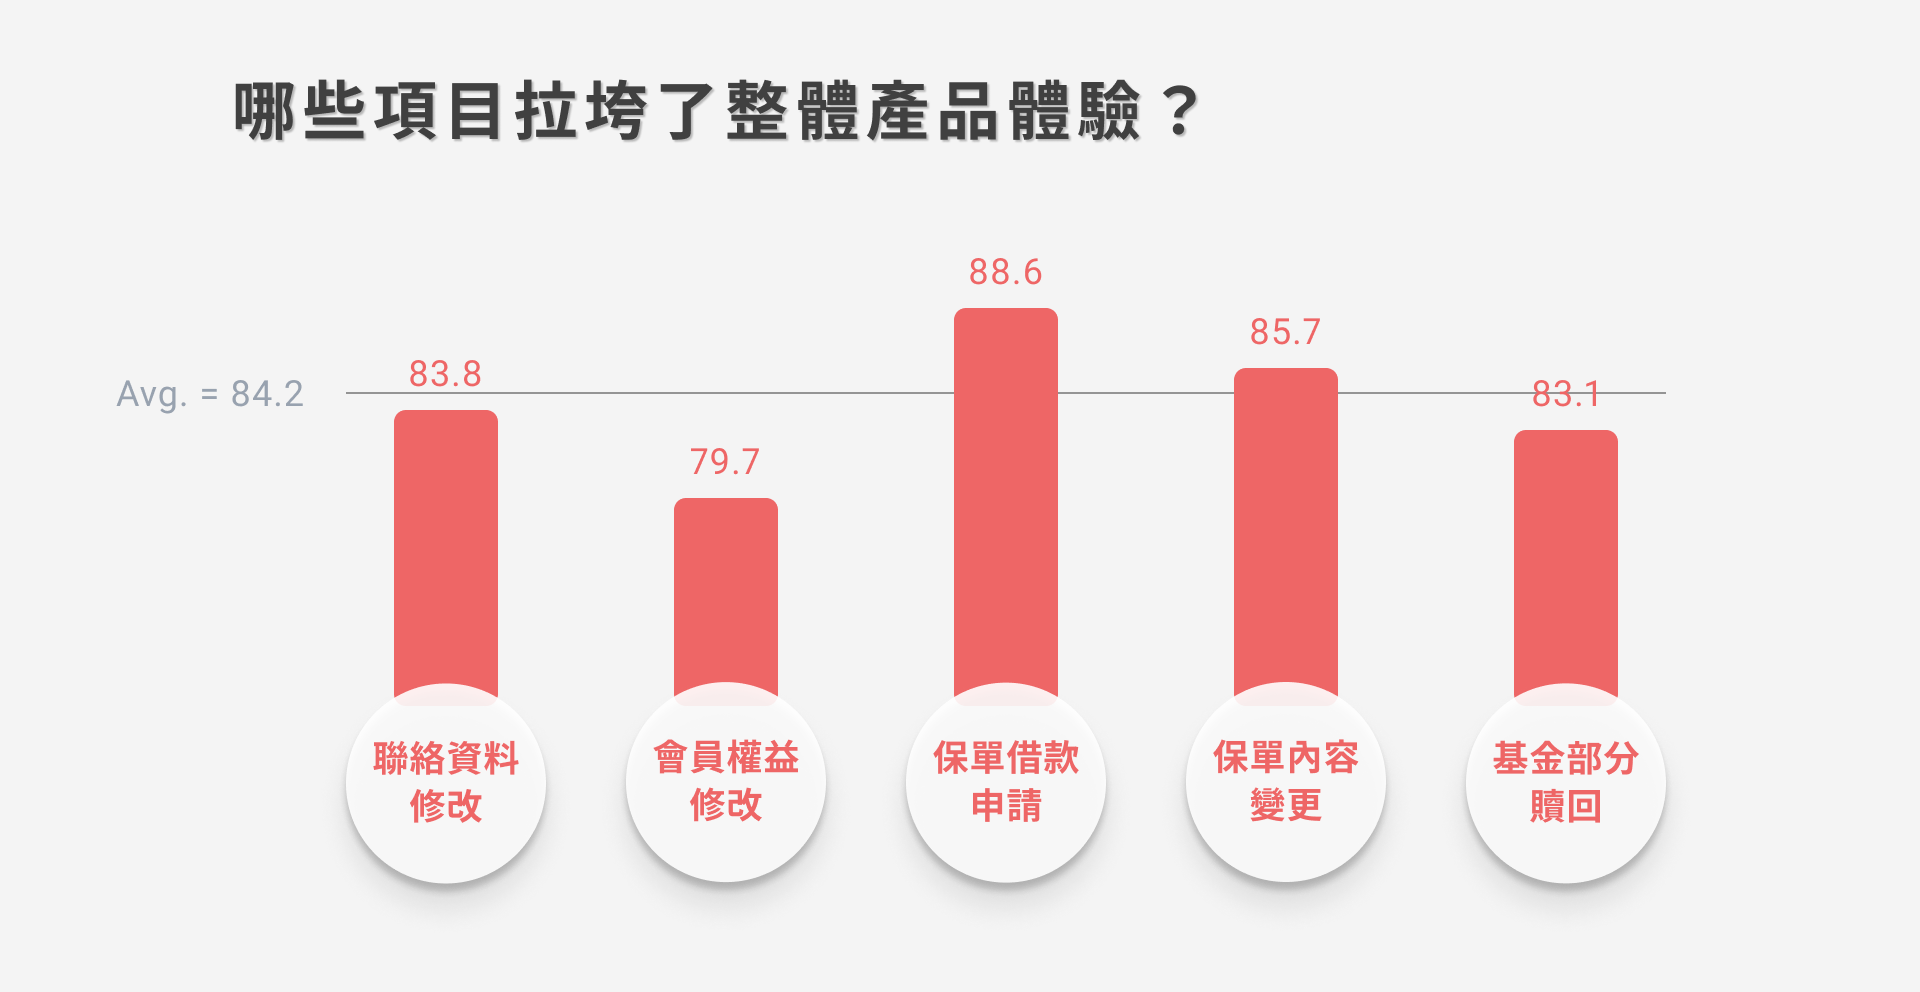 哪些項目拉垮了整體產品體驗？
88.6
85.7
83.8
Avg. = 84.2
83.1
79.7
聯絡資料
修改
會員權益
修改
保單借款
申請
保單內容
變更
基金部分
贖回